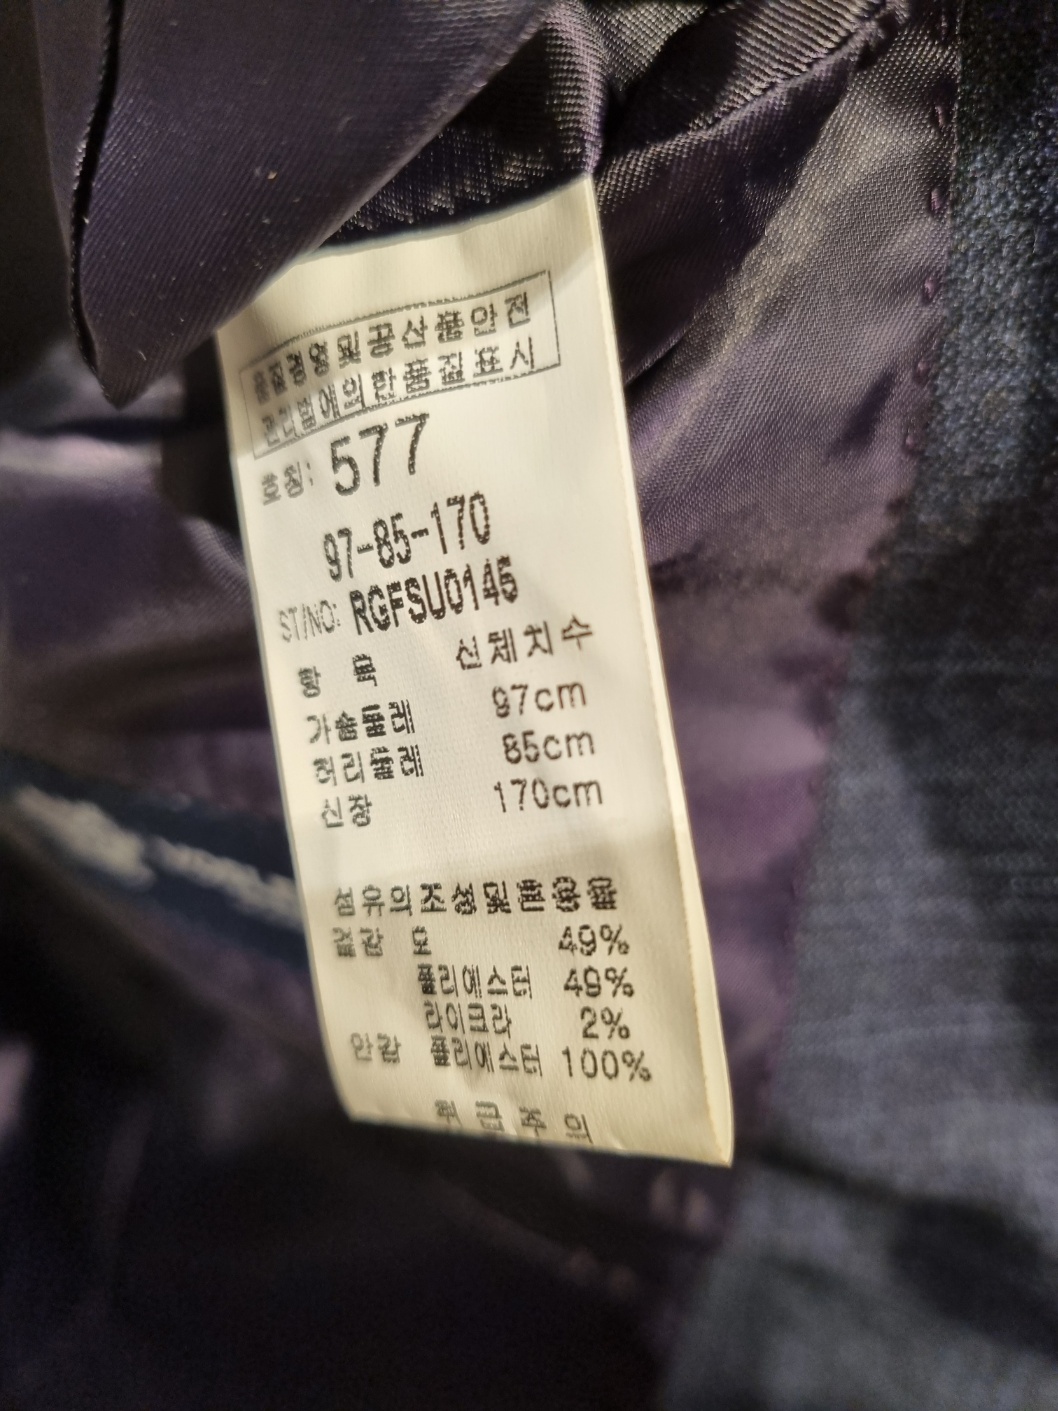 품질경영및공산품안전
관리법에의한품질표시
호칭: 577
97-85-170
ST/NO: RGFSU0145
항 목 신체치수
가슴둘레 97cm
허리둘레 85cm
신장 170cm
섬유의조성및혼용율
겉감 모 49%
폴리에스터 49%
라이크라 2%
안감 폴리에스터 100%
취급주의